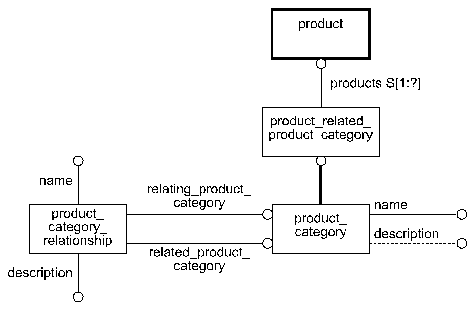 product
products S[1:?]
product_related_
product_category
name
relating_product_
category
product_
category_
relationship
product_
category
name
description
description
related_product_
category